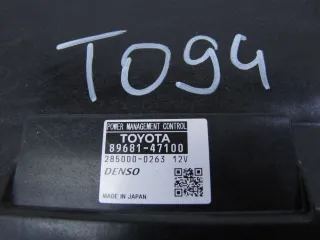 TO94
POWER MANAGEMENT CONTROL
TOYOTA
89681-47100
285000-0263 12V
DENSO
MADE IN JAPAN